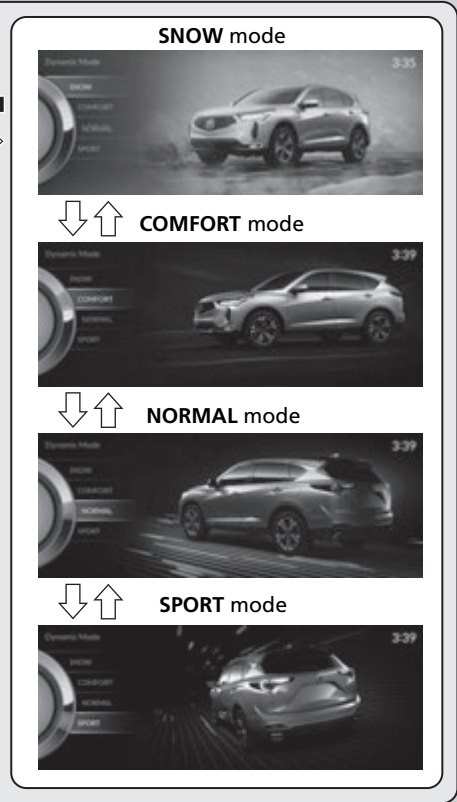 SNOW mode
Dynamic Mode
3:35
SNOW
COMFORT
NORMAL
SPORT
COMFORT mode
Dynamic Mode
3:39
SNOW
COMFORT
NORMAL
SPORT
NORMAL mode
Dynamic Mode
3:39
SNOW
COMFORT
NORMAL
SPORT
SPORT mode
Dynamic Mode
3:39
SNOW
COMFORT
NORMAL
SPORT